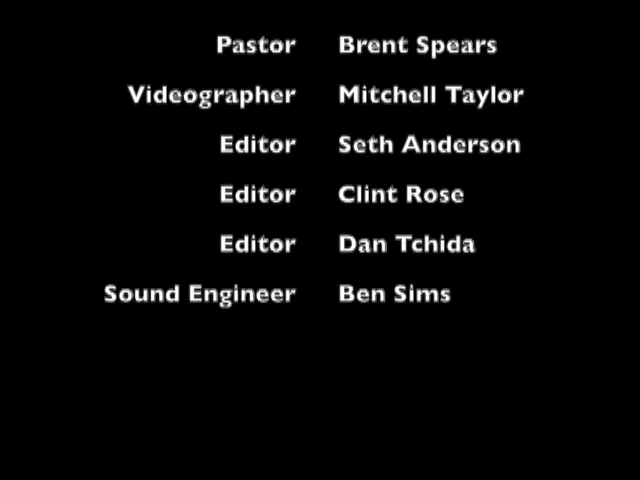 Pastor Brent Spears
Videographer Mitchell Taylor
Editor Seth Anderson
Editor Clint Rose
Editor Dan Tchida
Sound Engineer Ben Sims